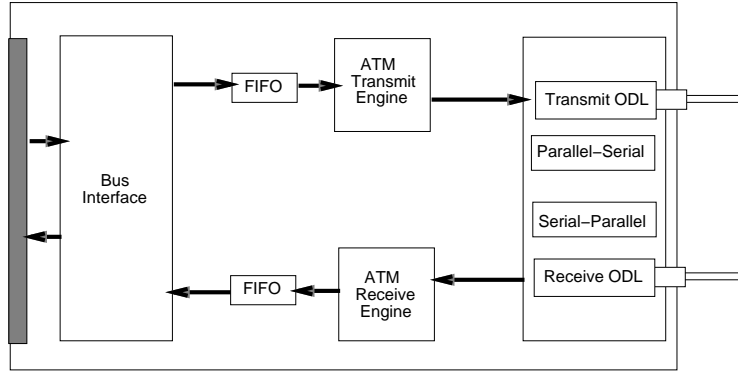 ATM
Transmit
Engine
FIFO
Transmit ODL
Parallel−Serial
Bus
Interface
Serial−Parallel
ATM
Receive
Engine
FIFO
Receive ODL